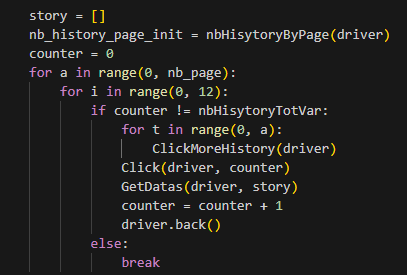 story = []
nb_history_page_init = nbHisytoryByPage(driver)
counter = 0
for a in range(0, nb_page):
    for i in range(0, 12):
        if counter != nbHisytoryTotVar:
            for t in range(0, a):
                ClickMoreHistory(driver)
            Click(driver, counter)
            GetDatas(driver, story)
            counter = counter + 1
            driver.back()
        else:
            break